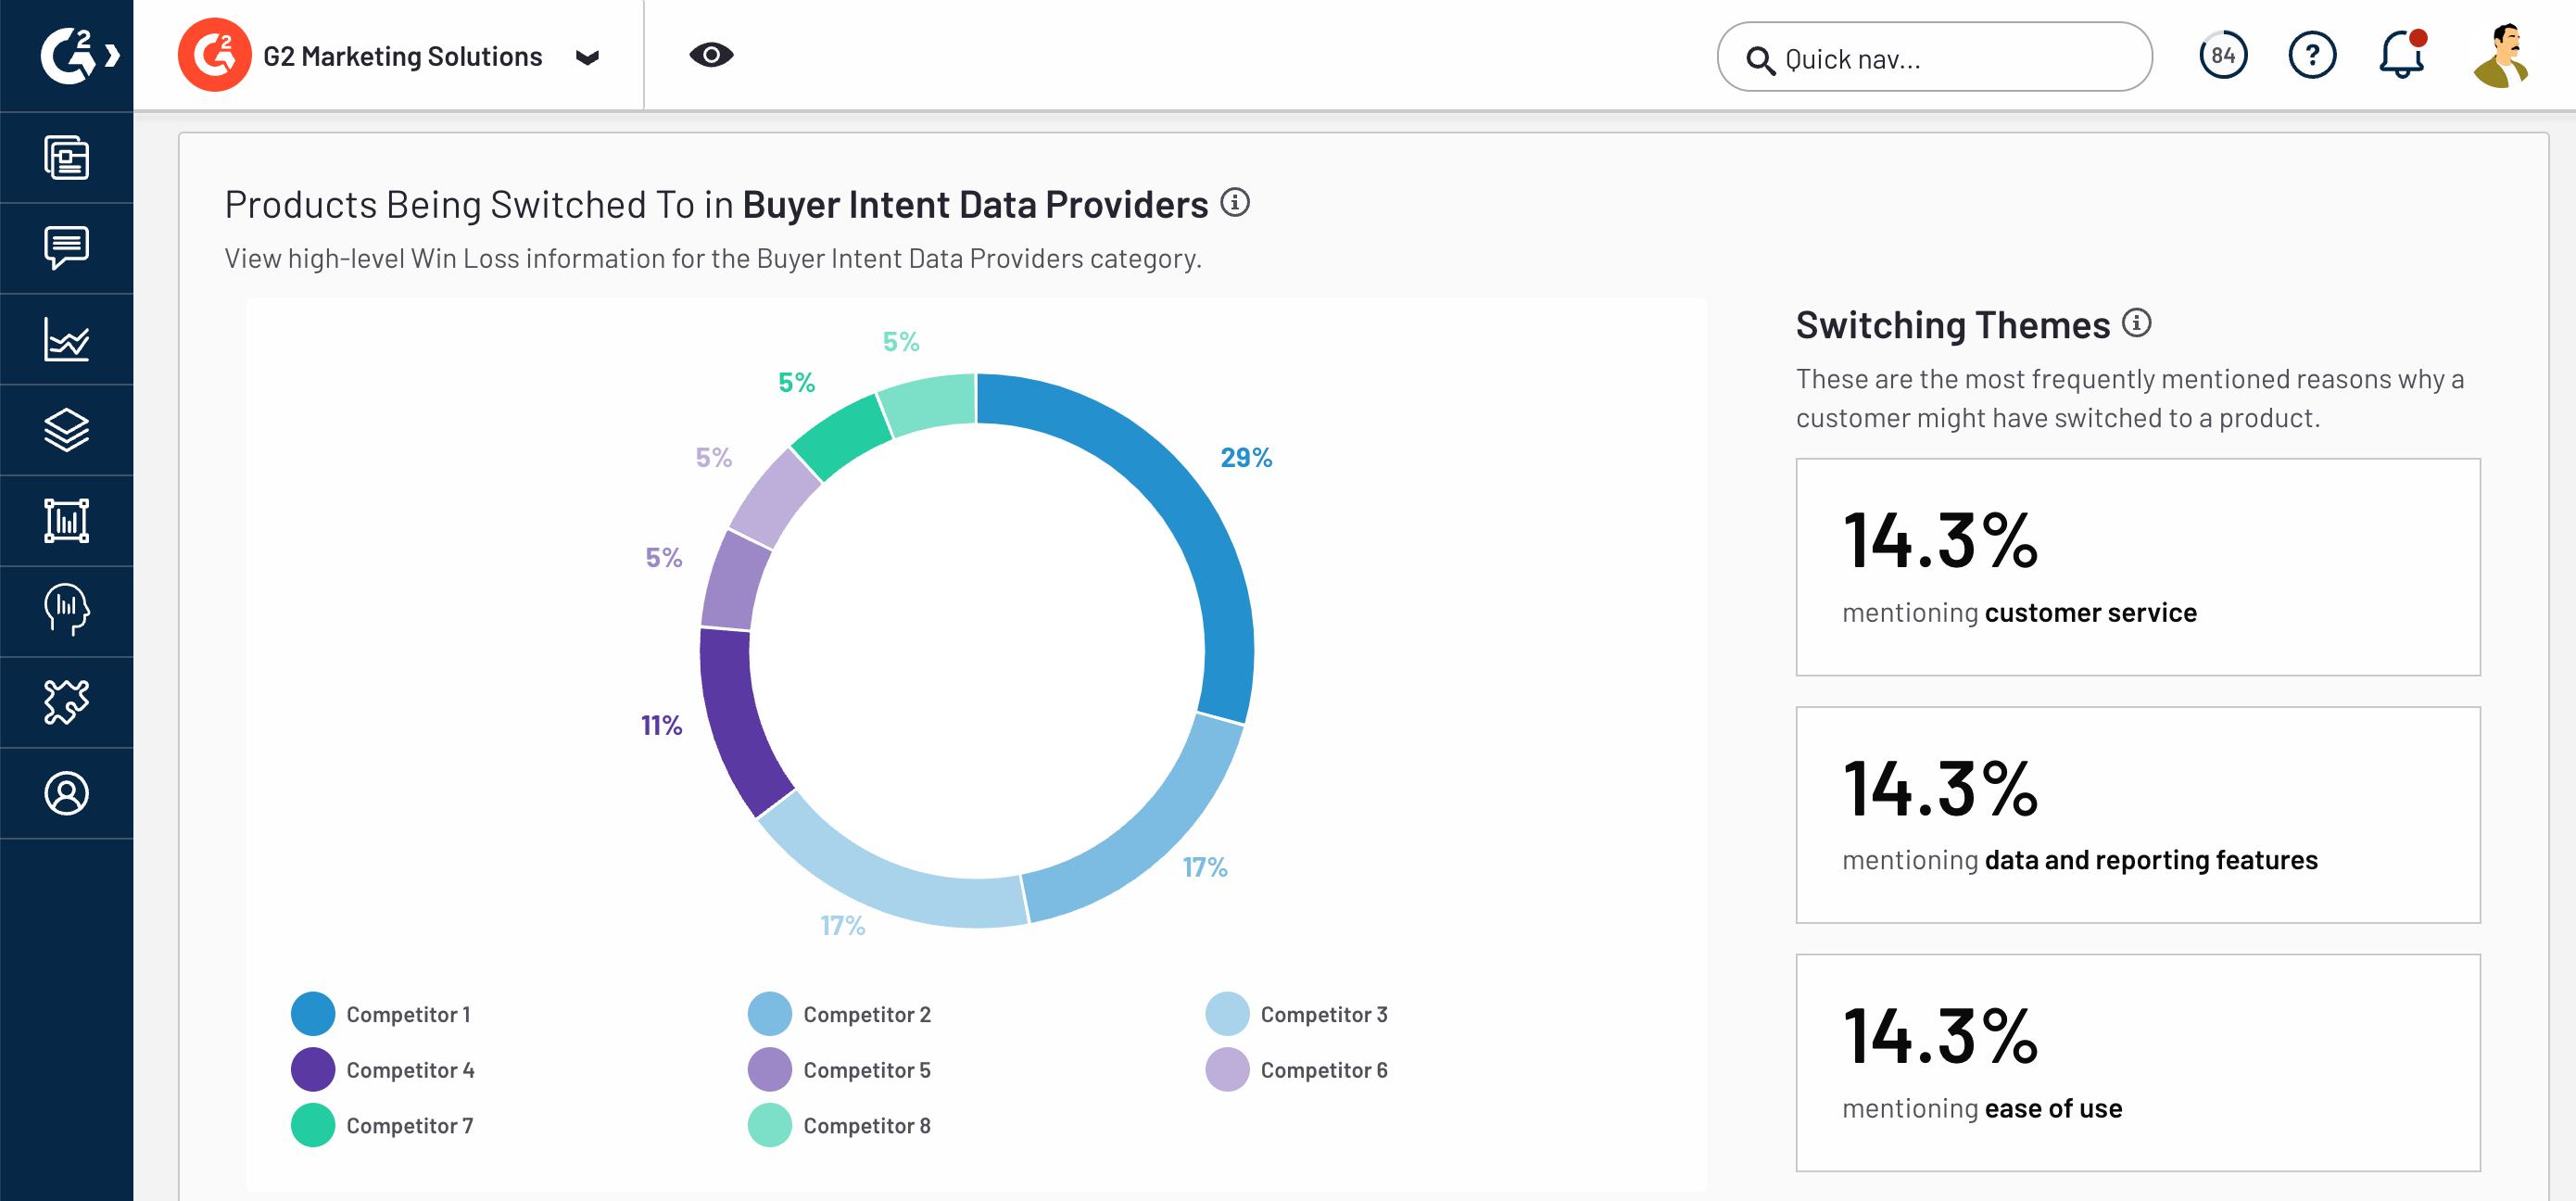 G2
G2 G2 Marketing Solutions
Quick nav...
84
?
Products Being Switched To in Buyer Intent Data Providers i
View high-level Win Loss information for the Buyer Intent Data Providers category.
5%
5%
5%
5%
11%
17%
17%
29%
Competitor 1
Competitor 2
Competitor 3
Competitor 4
Competitor 5
Competitor 6
Competitor 7
Competitor 8
Switching Themes i
These are the most frequently mentioned reasons why a
customer might have switched to a product.
14.3%
mentioning customer service
14.3%
mentioning data and reporting features
14.3%
mentioning ease of use